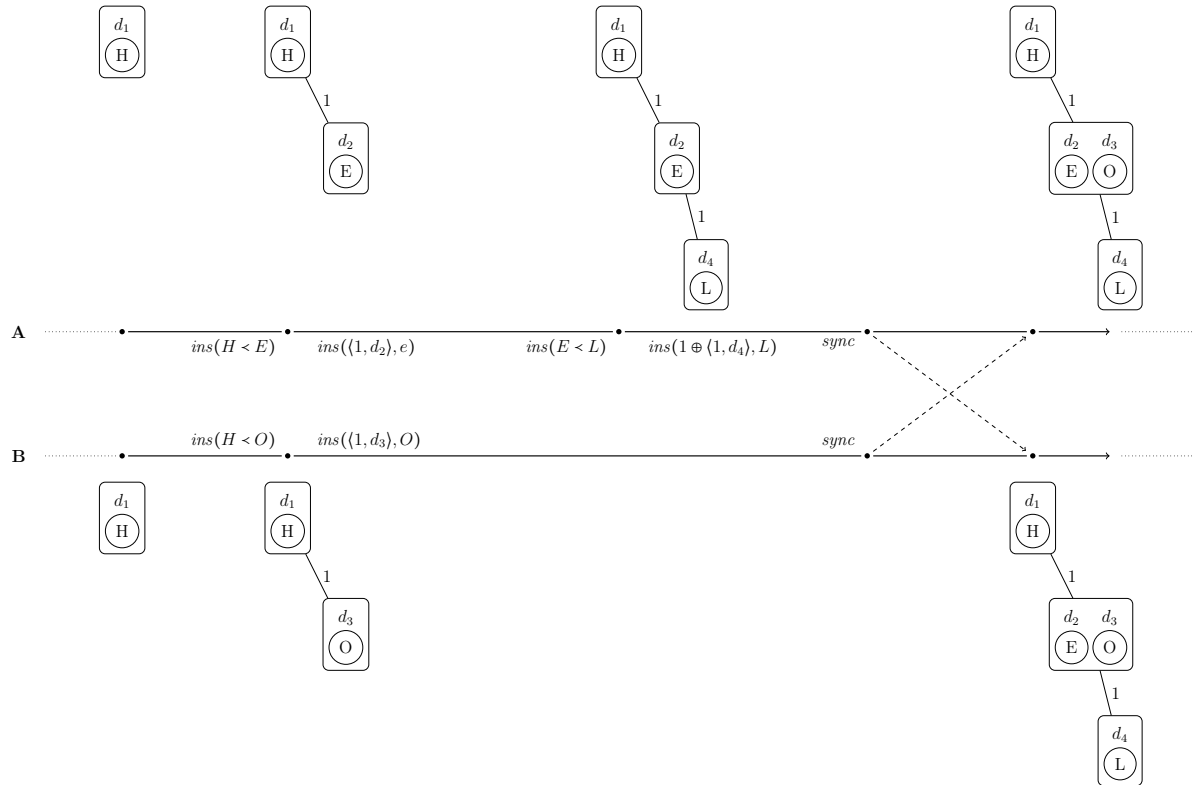 d₁ d₁ d₁ d₁
H H H H
1 1 1
d₂ d₂ d₂ d₃
E E E O
1 1
d₄ d₄
L L
A
ins(H ≺ E) ins(⟨1, d₂⟩, e) ins(E ≺ L) ins(1 ⊕ ⟨1, d₄⟩, L) sync
ins(H ≺ O) ins(⟨1, d₃⟩, O) sync
B
d₁ d₁ d₁
H H H
1 1
d₃ d₂ d₃
O E O
1
d₄
L